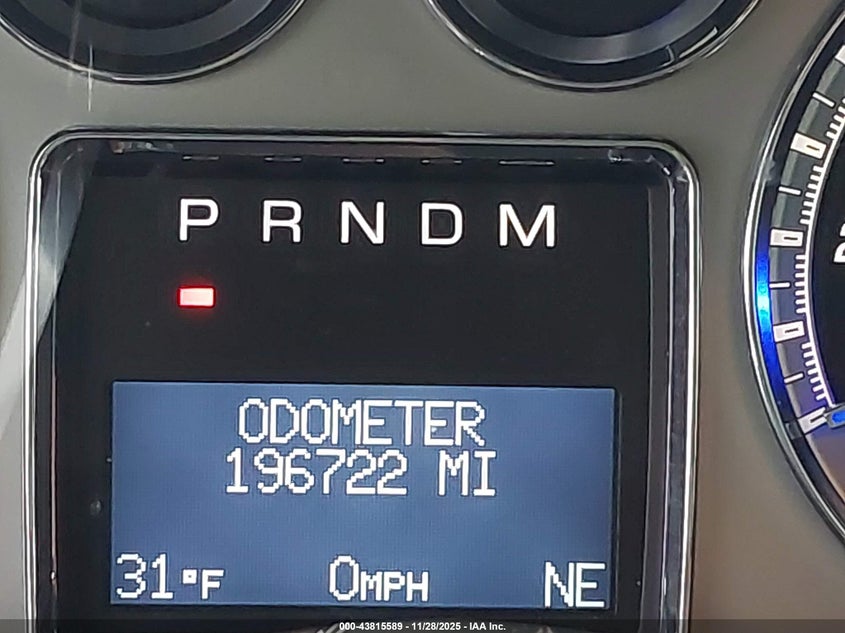 P R N D M
ODOMETER
196722 MI
31°F 0MPH NE
000-43815589 - 11/28/2025 - IAA Inc.